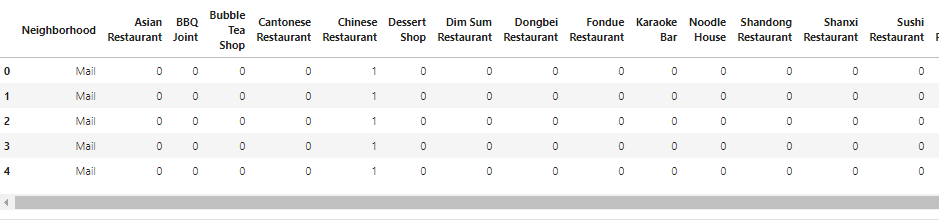 Neighborhood Asian Restaurant BBQ Joint Bubble Tea Shop Cantonese Restaurant Chinese Restaurant Dessert Shop Dim Sum Restaurant Dongbei Restaurant Fondue Restaurant Karaoke Bar Noodle House Shandong Restaurant Shanxi Restaurant Sushi Restaurant
0 Mail 0 0 0 0 1 0 0 0 0 0 0 0 0 0
1 Mail 0 0 0 0 1 0 0 0 0 0 0 0 0 0
2 Mail 0 0 0 0 1 0 0 0 0 0 0 0 0 0
3 Mail 0 0 0 0 1 0 0 0 0 0 0 0 0 0
4 Mail 0 0 0 0 1 0 0 0 0 0 0 0 0 0